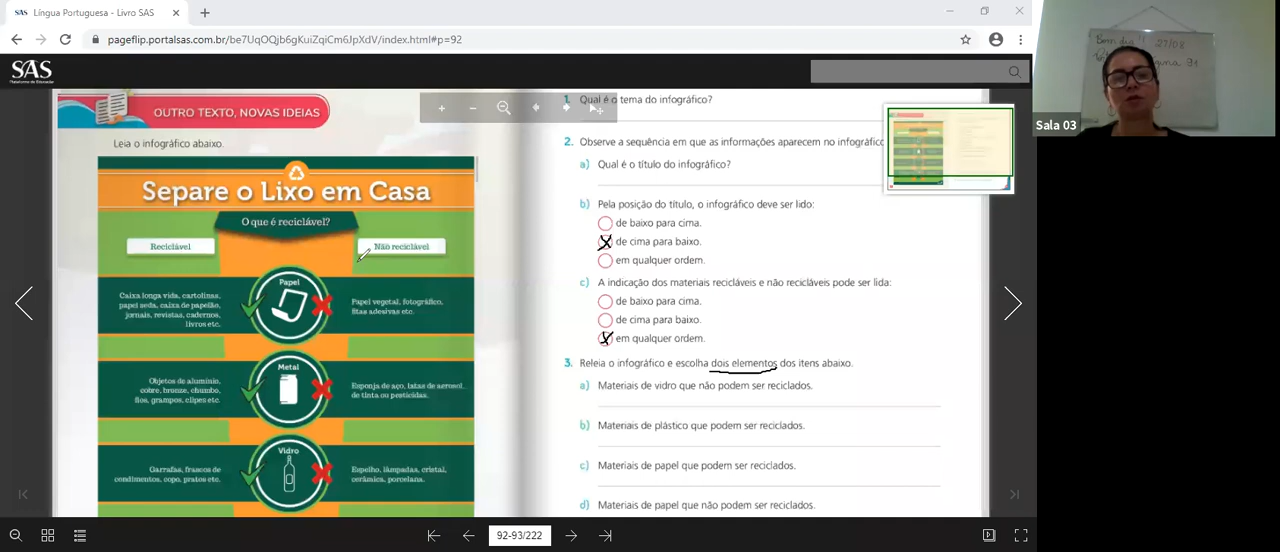 SAS Língua Portuguesa - Livro SAS
pageflip.portalsas.com.br/be7UqOQjb6gKuiZqiCm6JpXdV/index.html#p=92
SAS
Plataforma de Educação
OUTRO TEXTO, NOVAS IDEIAS
Leia o infográfico abaixo.
Separe o Lixo em Casa
O que é reciclável?
Reciclável
Não reciclável
Papel
Caixa longa vida, cartolinas,
papel seda, caixa de papelão,
jornais, revistas, cadernos,
livros etc.
Papel vegetal, fotográfico,
fitas adesivas etc.
Metal
Objetos de alumínio,
cobre, bronze, chumbo,
fios, grampos, clipes etc.
Esponja de aço, latas de aerosol,
de tinta ou pesticidas.
Vidro
Garrafas, frascos de
condimentos, copo, pratos etc.
Espelho, lâmpadas, cristal,
cerâmica, porcelana.
1. Qual é o tema do infográfico?
2. Observe a sequência em que as informações aparecem no infográfico
a) Qual é o título do infográfico?
b) Pela posição do título, o infográfico deve ser lido:
de baixo para cima.
X de cima para baixo.
em qualquer ordem.
c) A indicação dos materiais recicláveis e não recicláveis pode ser lida:
de baixo para cima.
de cima para baixo.
X em qualquer ordem.
3. Releia o infográfico e escolha dois elementos dos itens abaixo.
a) Materiais de vidro que não podem ser reciclados.
b) Materiais de plástico que podem ser reciclados.
c) Materiais de papel que podem ser reciclados.
d) Materiais de papel que não podem ser reciclados.
92-93/222
Bom dia!! 27/08
91
Sala 03